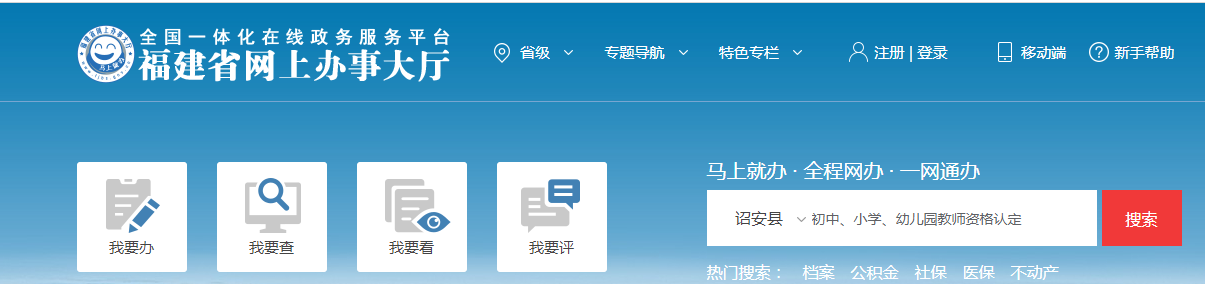 全国一体化在线政务服务平台
福建省网上办事大厅
省级 专题导航 特色专栏 注册 | 登录 移动端 新手帮助
我要办 我要查 我要看 我要评
马上就办 · 全程网办 · 一网通办
诏安县 初中、小学、幼儿园教师资格认定 搜索
热门搜索： 档案 公积金 社保 医保 不动产